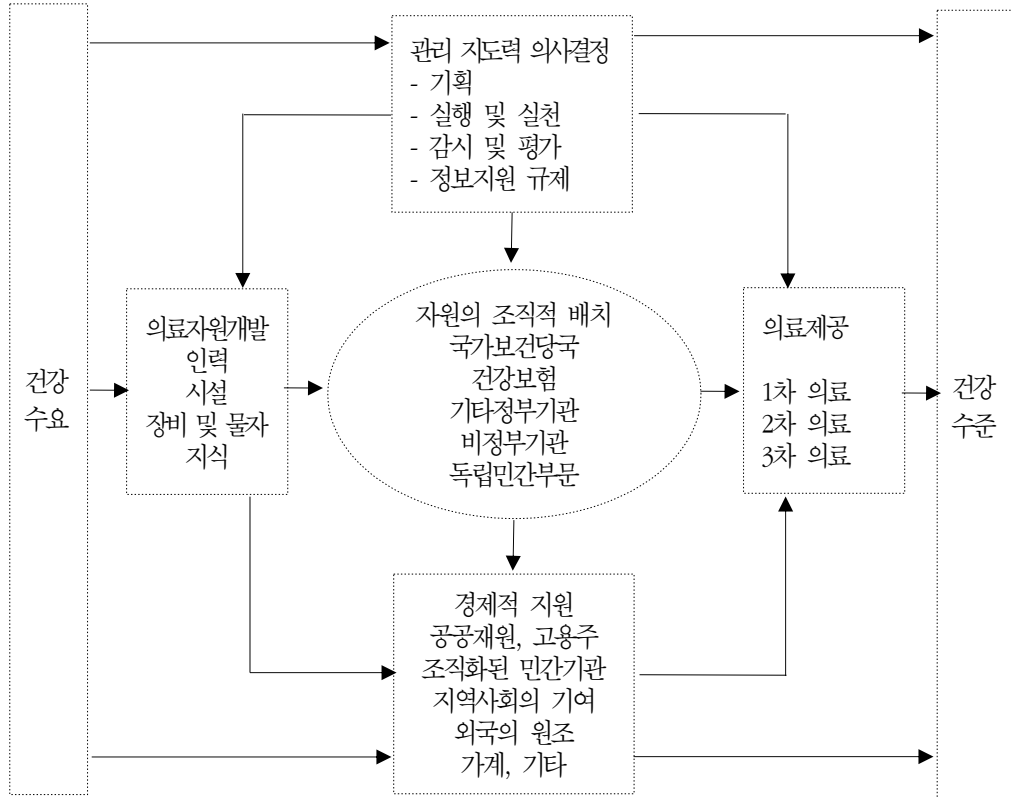 관리 지도력 의사결정
- 기획
- 실행 및 실천
- 감시 및 평가
- 정보지원 규제
건강
수요
의료자원개발
인력
시설
장비 및 물자
지식
자원의 조직적 배치
국가보건당국
건강보험
기타정부기관
비정부기관
독립민간부문
의료제공
1차 의료
2차 의료
3차 의료
건강
수준
경제적 지원
공공재원, 고용주
조직화된 민간기관
지역사회의 기여
외국의 원조
가계, 기타